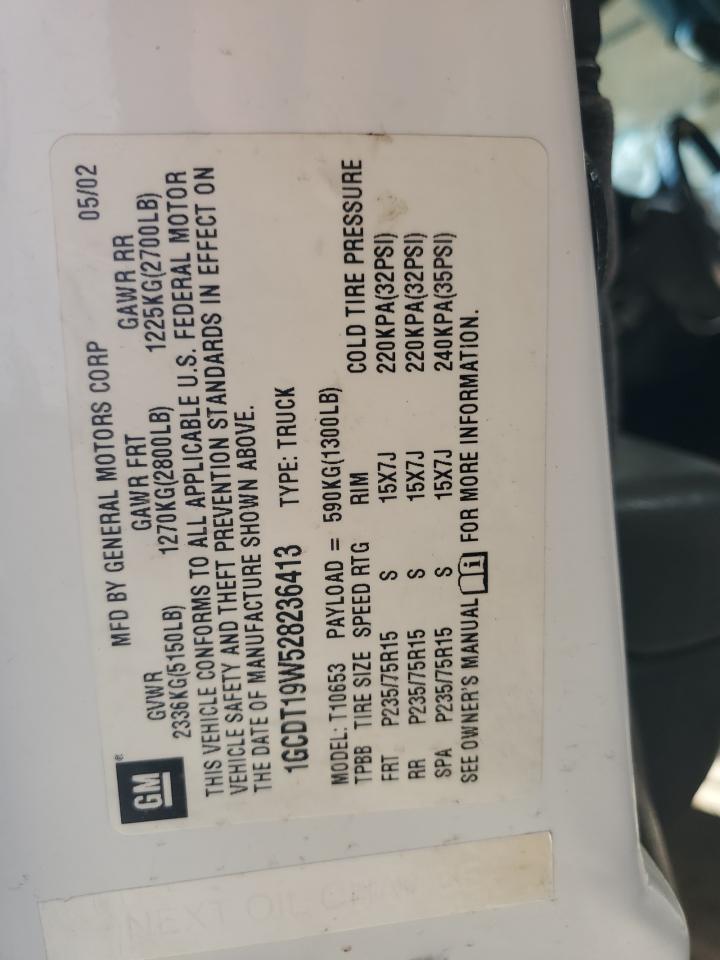 GM®
MFD BY GENERAL MOTORS CORP 05/02
GVWR GAWR FRT GAWR RR
2336KG(5150LB) 1270KG(2800LB) 1225KG(2700LB)
THIS VEHICLE CONFORMS TO ALL APPLICABLE U.S. FEDERAL MOTOR
VEHICLE SAFETY AND THEFT PREVENTION STANDARDS IN EFFECT ON
THE DATE OF MANUFACTURE SHOWN ABOVE.
1GCDT19W528236413 TYPE: TRUCK
MODEL: T10653 PAYLOAD = 590KG(1300LB)
TPBB TIRE SIZE SPEED RTG RIM COLD TIRE PRESSURE
FRT P235/75R15 S 15X7J 220KPA(32PSI)
RR P235/75R15 S 15X7J 220KPA(32PSI)
SPA P235/75R15 S 15X7J 240KPA(35PSI)
SEE OWNER'S MANUAL FOR MORE INFORMATION.
NEXT OIL CHANGE